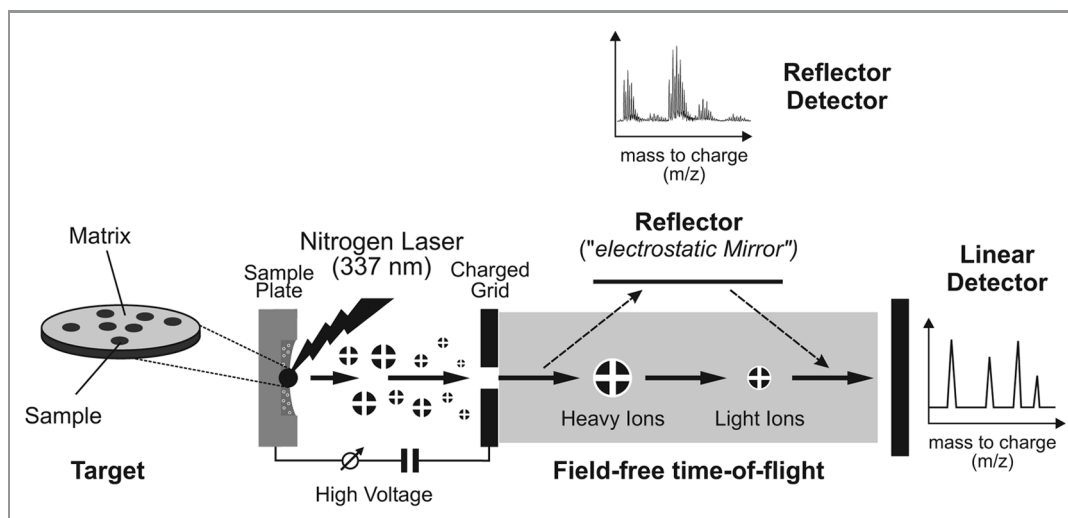 Reflector
Detector
mass to charge
(m/z)
Reflector
("electrostatic Mirror")
Linear
Detector
mass to charge
(m/z)
Matrix
Sample
Target
Nitrogen Laser
(337 nm)
Sample
Plate
Charged
Grid
High Voltage
Heavy Ions
Light Ions
Field-free time-of-flight